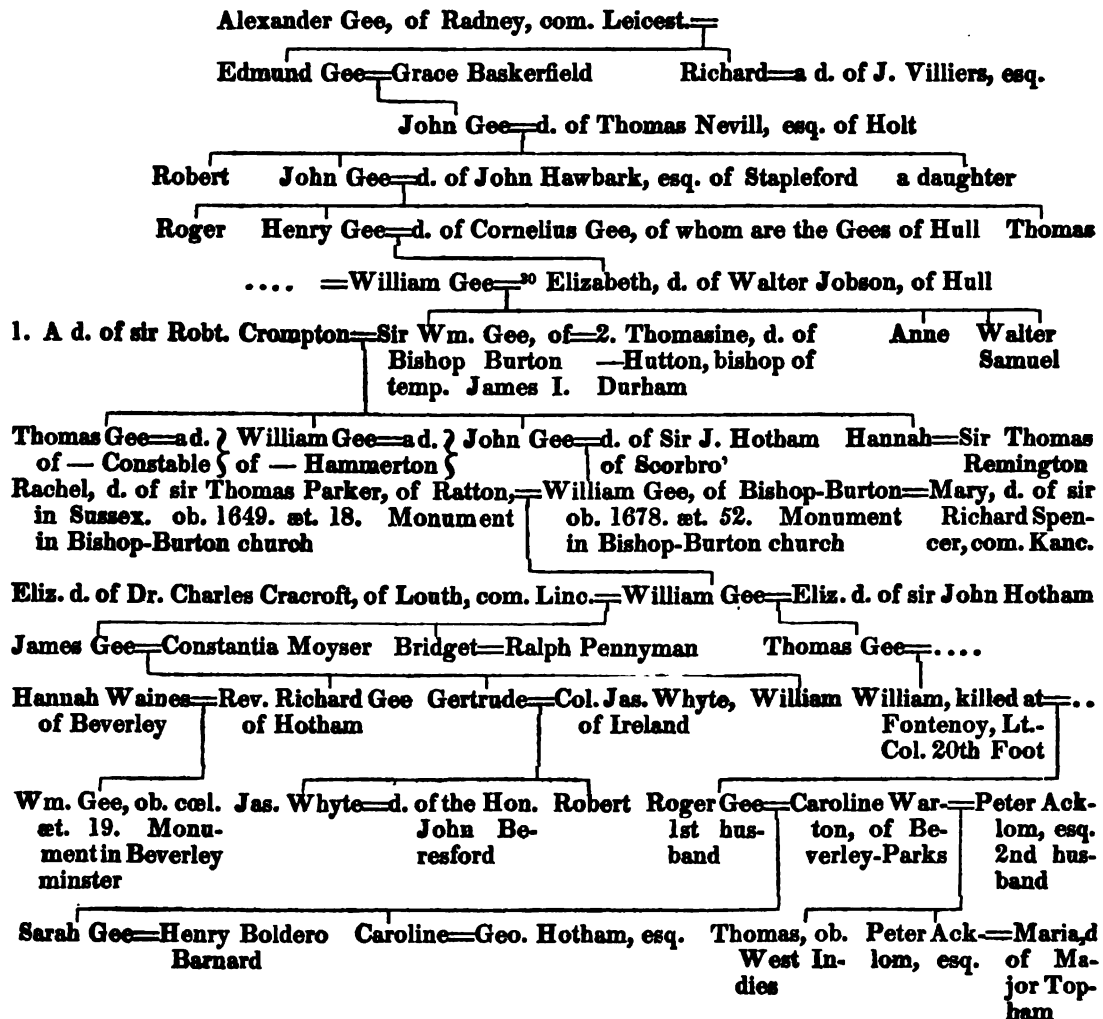 Alexander Gee, of Radney, com. Leicest.=
Edmund Gee=Grace Baskerfield Richard=a d. of J. Villiers, esq.
John Gee=d. of Thomas Nevill, esq. of Holt
Robert John Gee=d. of John Hawbark, esq. of Stapleford a daughter
Roger Henry Gee=d. of Cornelius Gee, of whom are the Gees of Hull Thomas
.... =William Gee=²⁰ Elizabeth, d. of Walter Jobson, of Hull
1. A d. of sir Robt. Crompton=Sir Wm. Gee, of=2. Thomasine, d. of Anne Walter
Bishop Burton —Hutton, bishop of Samuel
temp. James I. Durham
Thomas Gee=a d. } William Gee=a d. } John Gee=d. of Sir J. Hotham Hannah=Sir Thomas
of — Constable } of — Hammerton } of Scorbro' Remington
Rachel, d. of sir Thomas Parker, of Ratton,=William Gee, of Bishop-Burton=Mary, d. of sir
in Sussex. ob. 1649. æt. 18. Monument ob. 1678. æt. 52. Monument Richard Spen-
in Bishop-Burton church in Bishop-Burton church cer, com. Kanc.
Eliz. d. of Dr. Charles Cracroft, of Louth, com. Linc.=William Gee=Eliz. d. of sir John Hotham
James Gee=Constantia Moyser Bridget=Ralph Pennyman Thomas Gee=....
Hannah Waines=Rev. Richard Gee Gertrude=Col. Jas. Whyte, William William, killed at=..
of Beverley of Hotham of Ireland Fontenoy, Lt.-
Col. 20th Foot
Wm. Gee, ob. cœl. Jas. Whyte=d. of the Hon. Robert Roger Gee=Caroline War-=Peter Ack-
æt. 19. Monu- John Be- 1st hus- ton, of Be- lom, esq.
ment in Beverley resford band verley-Parks 2nd hus-
minster band
Sarah Gee=Henry Boldero Caroline=Geo. Hotham, esq. Thomas, ob. Peter Ack-=Maria, d
Barnard West In- lom, esq. of Ma-
dies jor Top-
ham